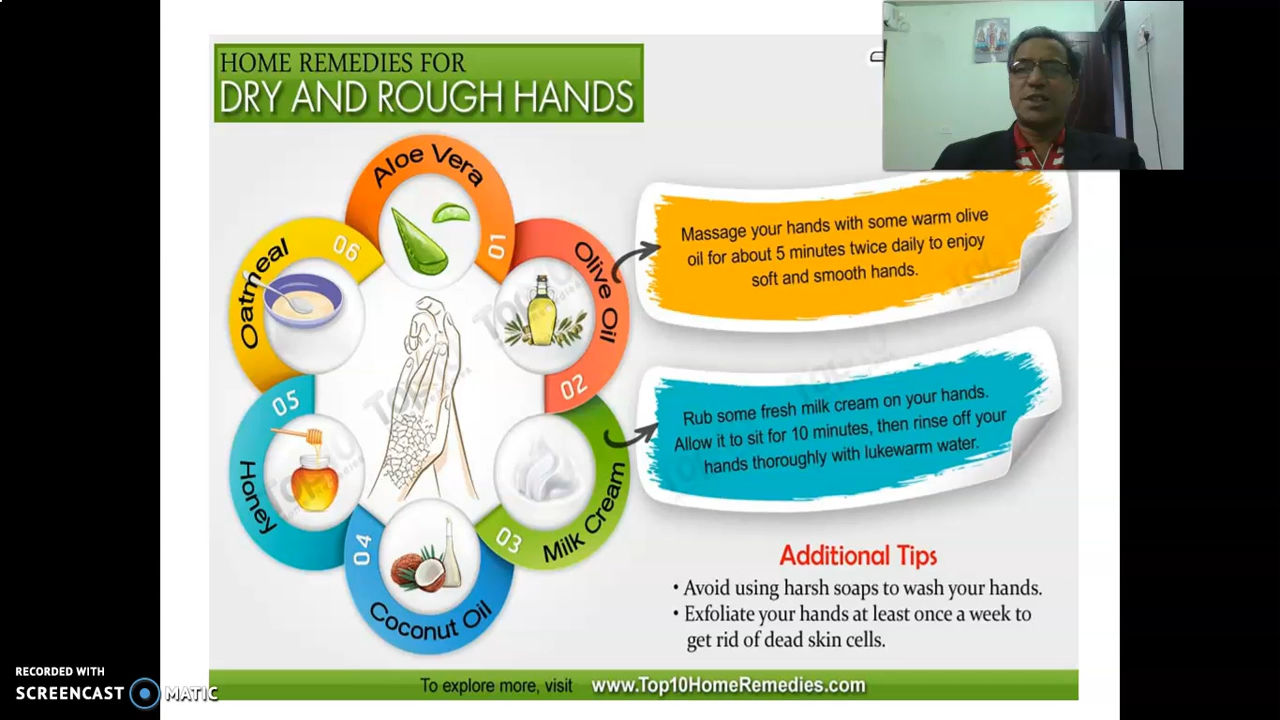 HOME REMEDIES FOR
DRY AND ROUGH HANDS
Aloe Vera
01
Olive Oil
02
Milk Cream
03
Coconut Oil
04
Honey
05
Oatmeal
06
Massage your hands with some warm olive
oil for about 5 minutes twice daily to enjoy
soft and smooth hands.
Rub some fresh milk cream on your hands.
Allow it to sit for 10 minutes, then rinse off your
hands thoroughly with lukewarm water.
Additional Tips
• Avoid using harsh soaps to wash your hands.
• Exfoliate your hands at least once a week to
get rid of dead skin cells.
To explore more, visit www.Top10HomeRemedies.com
RECORDED WITH
SCREENCAST MATIC